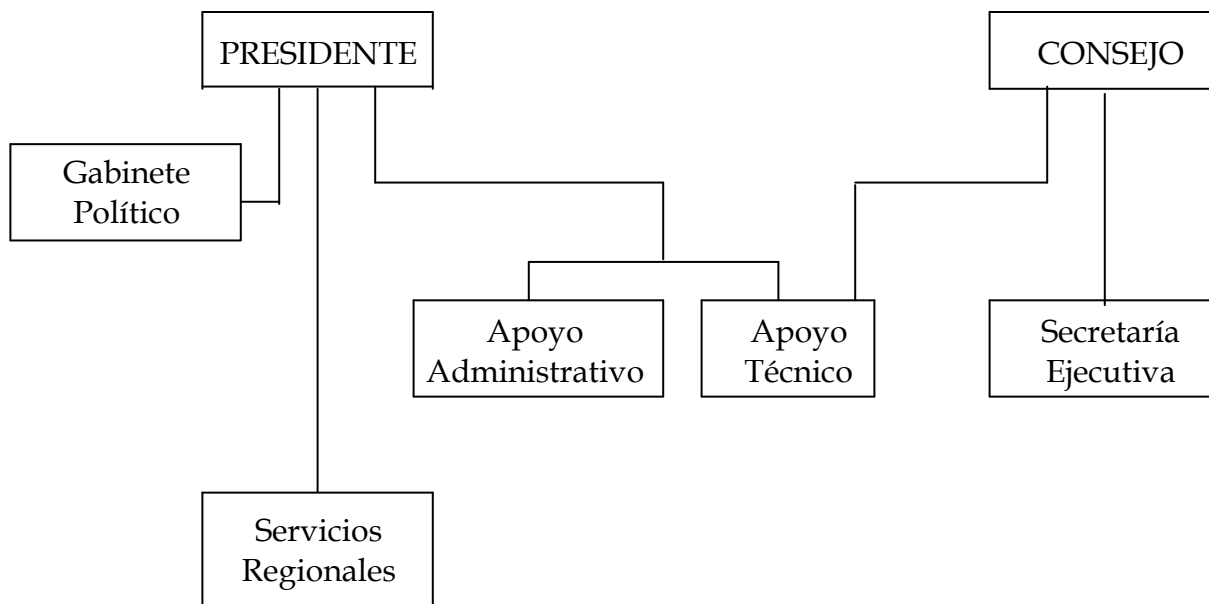 PRESIDENTE
CONSEJO
Gabinete
Político
Apoyo
Administrativo
Apoyo
Técnico
Secretaría
Ejecutiva
Servicios
Regionales